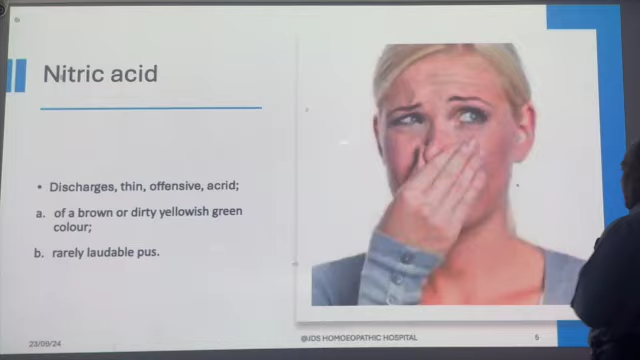 Nitric acid
• Discharges, thin, offensive, acrid;
a. of a brown or dirty yellowish green
colour;
b. rarely laudable pus.
23/09/24
@JDS HOMOEOPATHIC HOSPITAL
5